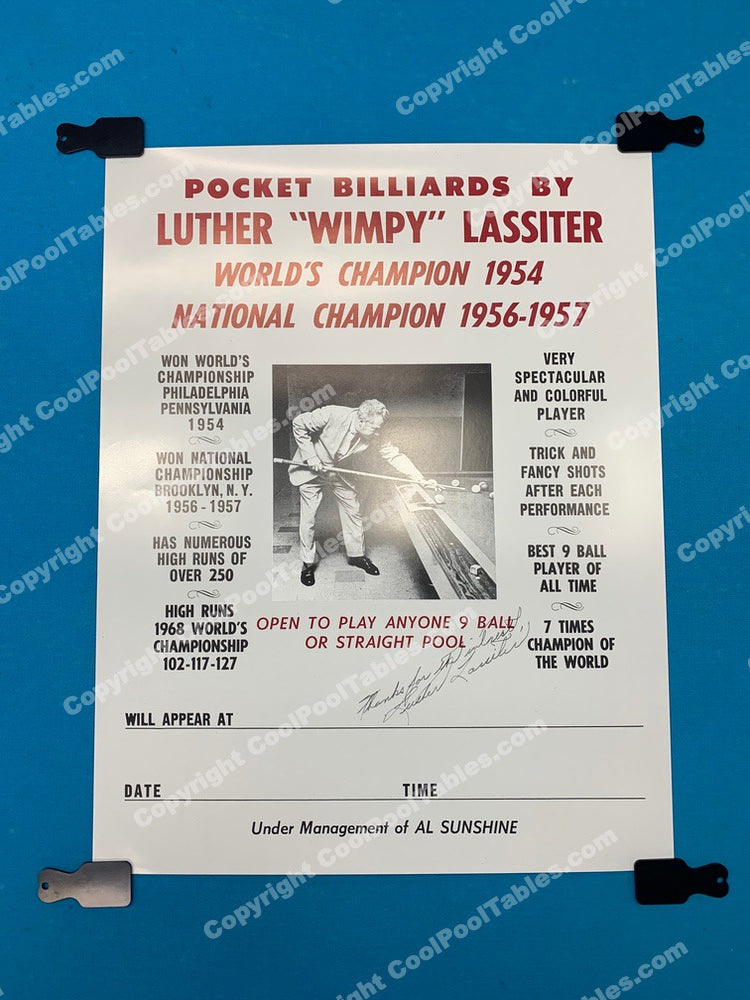 POCKET BILLIARDS BY
LUTHER "WIMPY" LASSITER
WORLD'S CHAMPION 1954
NATIONAL CHAMPION 1956-1957
WON WORLD'S
CHAMPIONSHIP
PHILADELPHIA
PENNSYLVANIA
1954
WON NATIONAL
CHAMPIONSHIP
BROOKLYN, N. Y.
1956 - 1957
HAS NUMEROUS
HIGH RUNS OF
OVER 250
HIGH RUNS
1968 WORLD'S
CHAMPIONSHIP
102-117-127
VERY
SPECTACULAR
AND COLORFUL
PLAYER
TRICK AND
FANCY SHOTS
AFTER EACH
PERFORMANCE
BEST 9 BALL
PLAYER OF
ALL TIME
7 TIMES
CHAMPION OF
THE WORLD
OPEN TO PLAY ANYONE 9 BALL
OR STRAIGHT POOL
Thanks for the interest,
Luther Lassiter
WILL APPEAR AT
DATE TIME
Under Management of AL SUNSHINE
Copyright CoolPoolTables.com